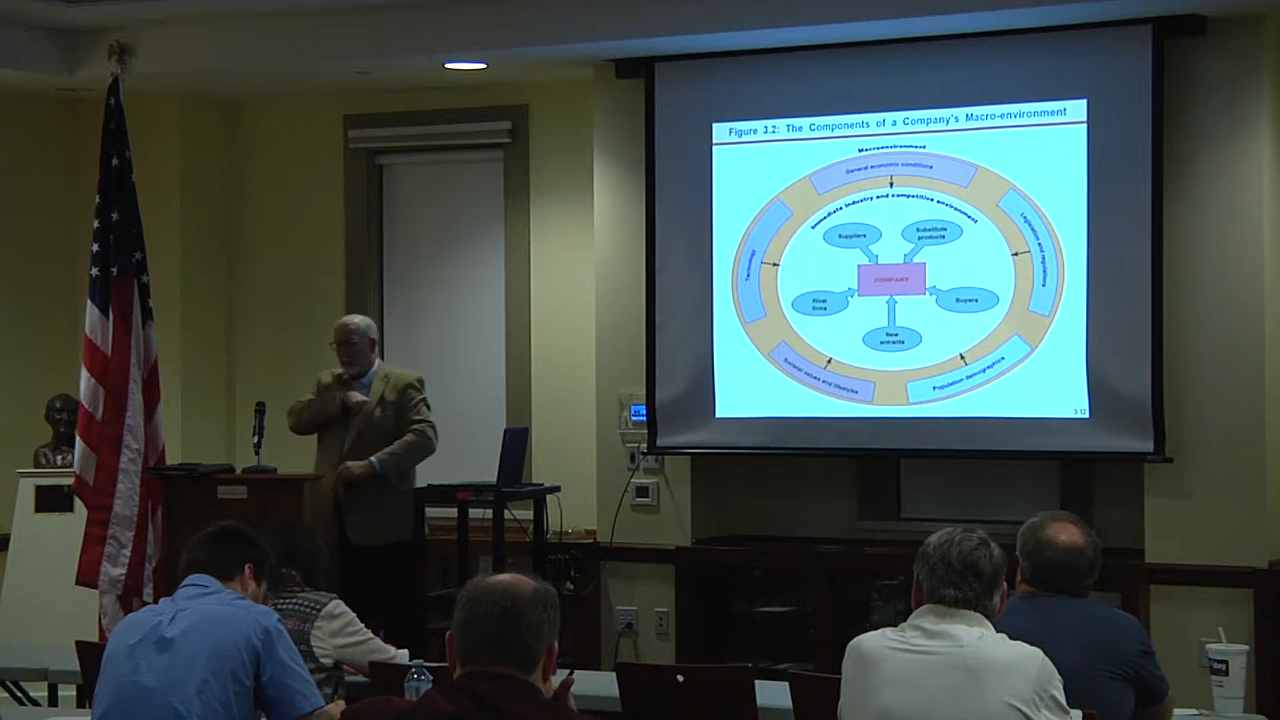 Figure 3.2: The Components of a Company's Macro-environment
Macroenvironment
General economic conditions
Immediate industry and competitive environment
Suppliers
Substitute
products
Legislation and regulations
Technology
COMPANY
Rival
firms
Buyers
New
entrants
Societal values and lifestyles
Population demographics
3-12